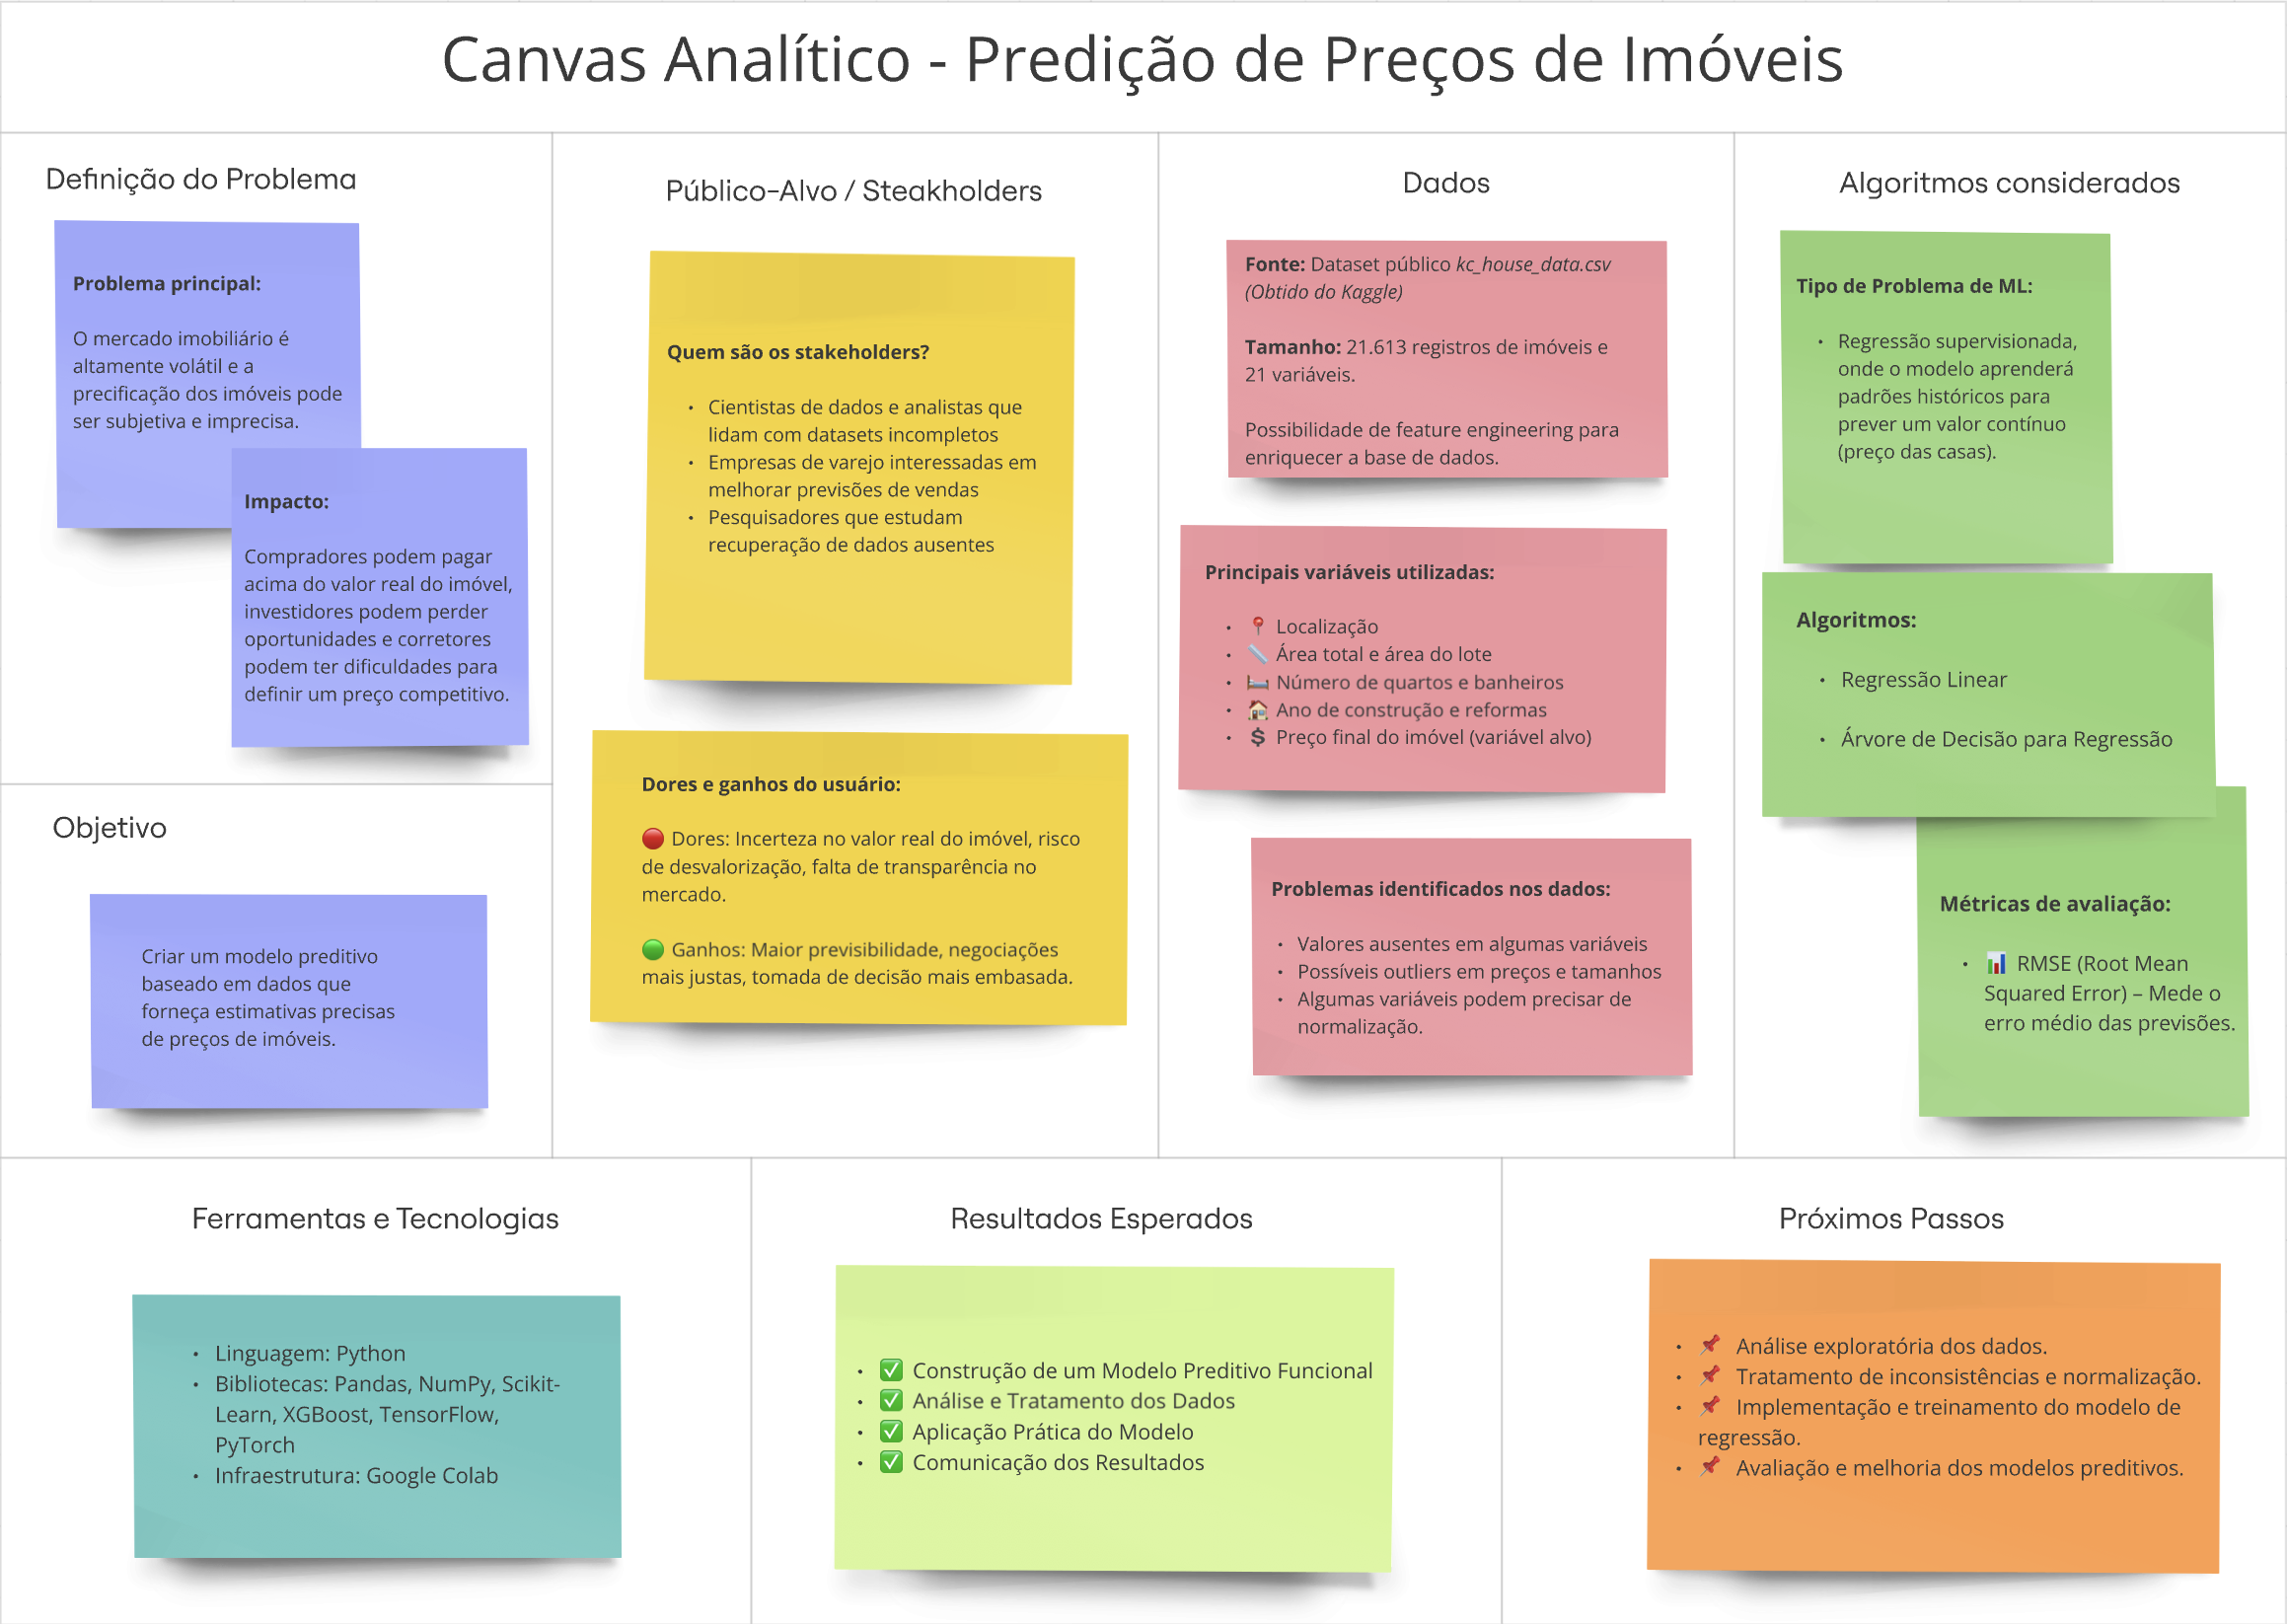 Canvas Analítico - Predição de Preços de Imóveis
Definição do Problema
Problema principal:
O mercado imobiliário é
altamente volátil e a
precificação dos imóveis pode
ser subjetiva e imprecisa.
Impacto:
Compradores podem pagar
acima do valor real do imóvel,
investidores podem perder
oportunidades e corretores
podem ter dificuldades para
definir um preço competitivo.
Objetivo
Criar um modelo preditivo
baseado em dados que
forneça estimativas precisas
de preços de imóveis.
Público-Alvo / Steakholders
Quem são os stakeholders?
• Cientistas de dados e analistas que
lidam com datasets incompletos
• Empresas de varejo interessadas em
melhorar previsões de vendas
• Pesquisadores que estudam
recuperação de dados ausentes
Dores e ganhos do usuário:
🔴 Dores: Incerteza no valor real do imóvel, risco
de desvalorização, falta de transparência no
mercado.
🟢 Ganhos: Maior previsibilidade, negociações
mais justas, tomada de decisão mais embasada.
Dados
Fonte: Dataset público kc_house_data.csv
(Obtido do Kaggle)
Tamanho: 21.613 registros de imóveis e
21 variáveis.
Possibilidade de feature engineering para
enriquecer a base de dados.
Principais variáveis utilizadas:
• 📍 Localização
• 📏 Área total e área do lote
• 🛏️ Número de quartos e banheiros
• 🏠 Ano de construção e reformas
• 💲 Preço final do imóvel (variável alvo)
Problemas identificados nos dados:
• Valores ausentes em algumas variáveis
• Possíveis outliers em preços e tamanhos
• Algumas variáveis podem precisar de
normalização.
Algoritmos considerados
Tipo de Problema de ML:
• Regressão supervisionada,
onde o modelo aprenderá
padrões históricos para
prever um valor contínuo
(preço das casas).
Algoritmos:
• Regressão Linear
• Árvore de Decisão para Regressão
Métricas de avaliação:
• 📊 RMSE (Root Mean
Squared Error) – Mede o
erro médio das previsões.
Ferramentas e Tecnologias
• Linguagem: Python
• Bibliotecas: Pandas, NumPy, Scikit-
Learn, XGBoost, TensorFlow,
PyTorch
• Infraestrutura: Google Colab
Resultados Esperados
• ✅ Construção de um Modelo Preditivo Funcional
• ✅ Análise e Tratamento dos Dados
• ✅ Aplicação Prática do Modelo
• ✅ Comunicação dos Resultados
Próximos Passos
• 📌 Análise exploratória dos dados.
• 📌 Tratamento de inconsistências e normalização.
• 📌 Implementação e treinamento do modelo de
regressão.
• 📌 Avaliação e melhoria dos modelos preditivos.